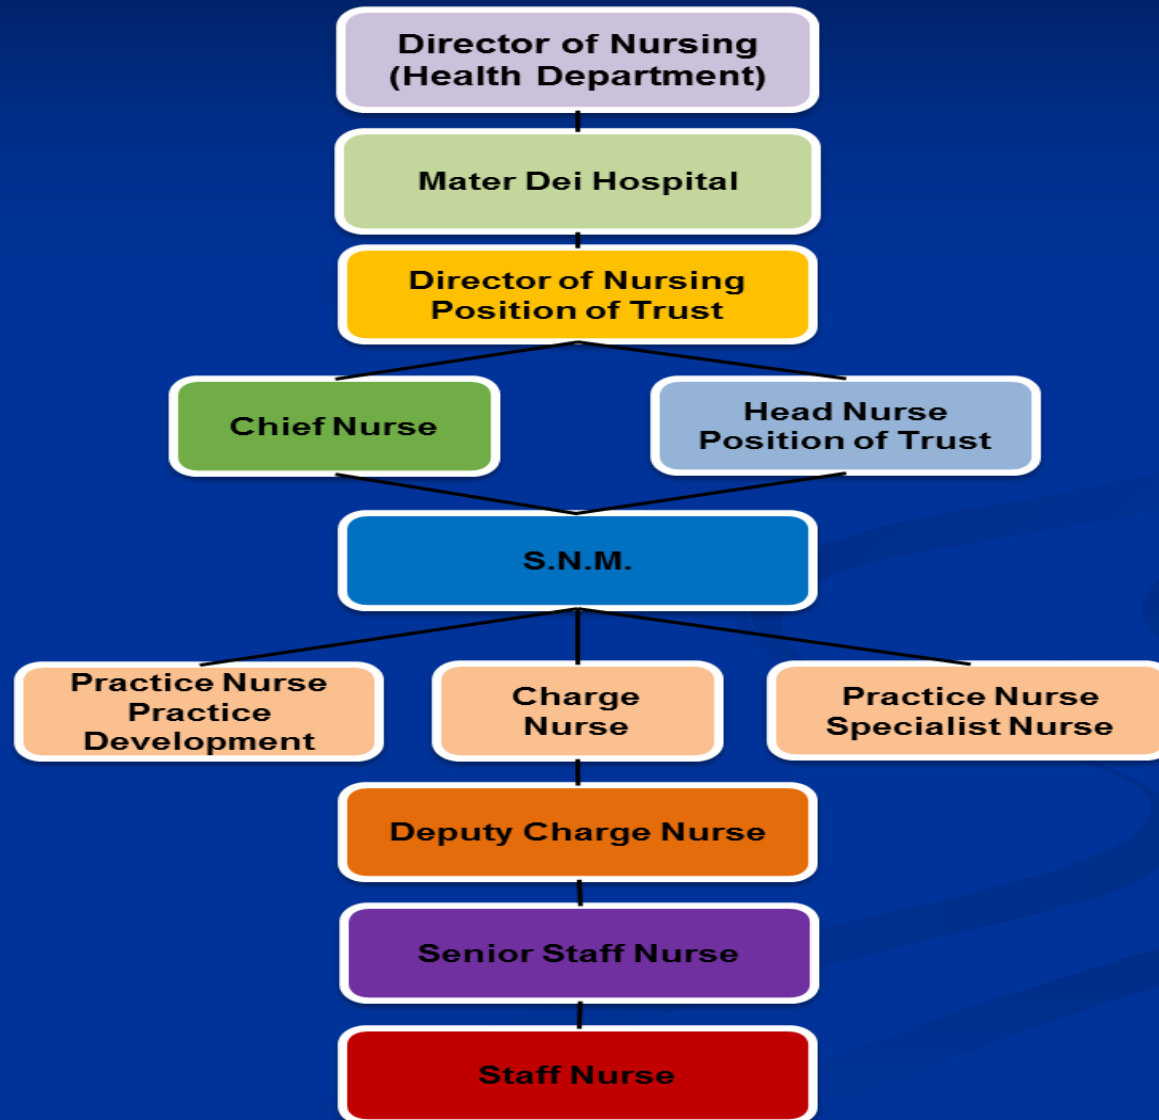 Director of Nursing
(Health Department)
Mater Dei Hospital
Director of Nursing
Position of Trust
Chief Nurse
Head Nurse
Position of Trust
S.N.M.
Practice Nurse
Practice
Development
Charge
Nurse
Practice Nurse
Specialist Nurse
Deputy Charge Nurse
Senior Staff Nurse
Staff Nurse